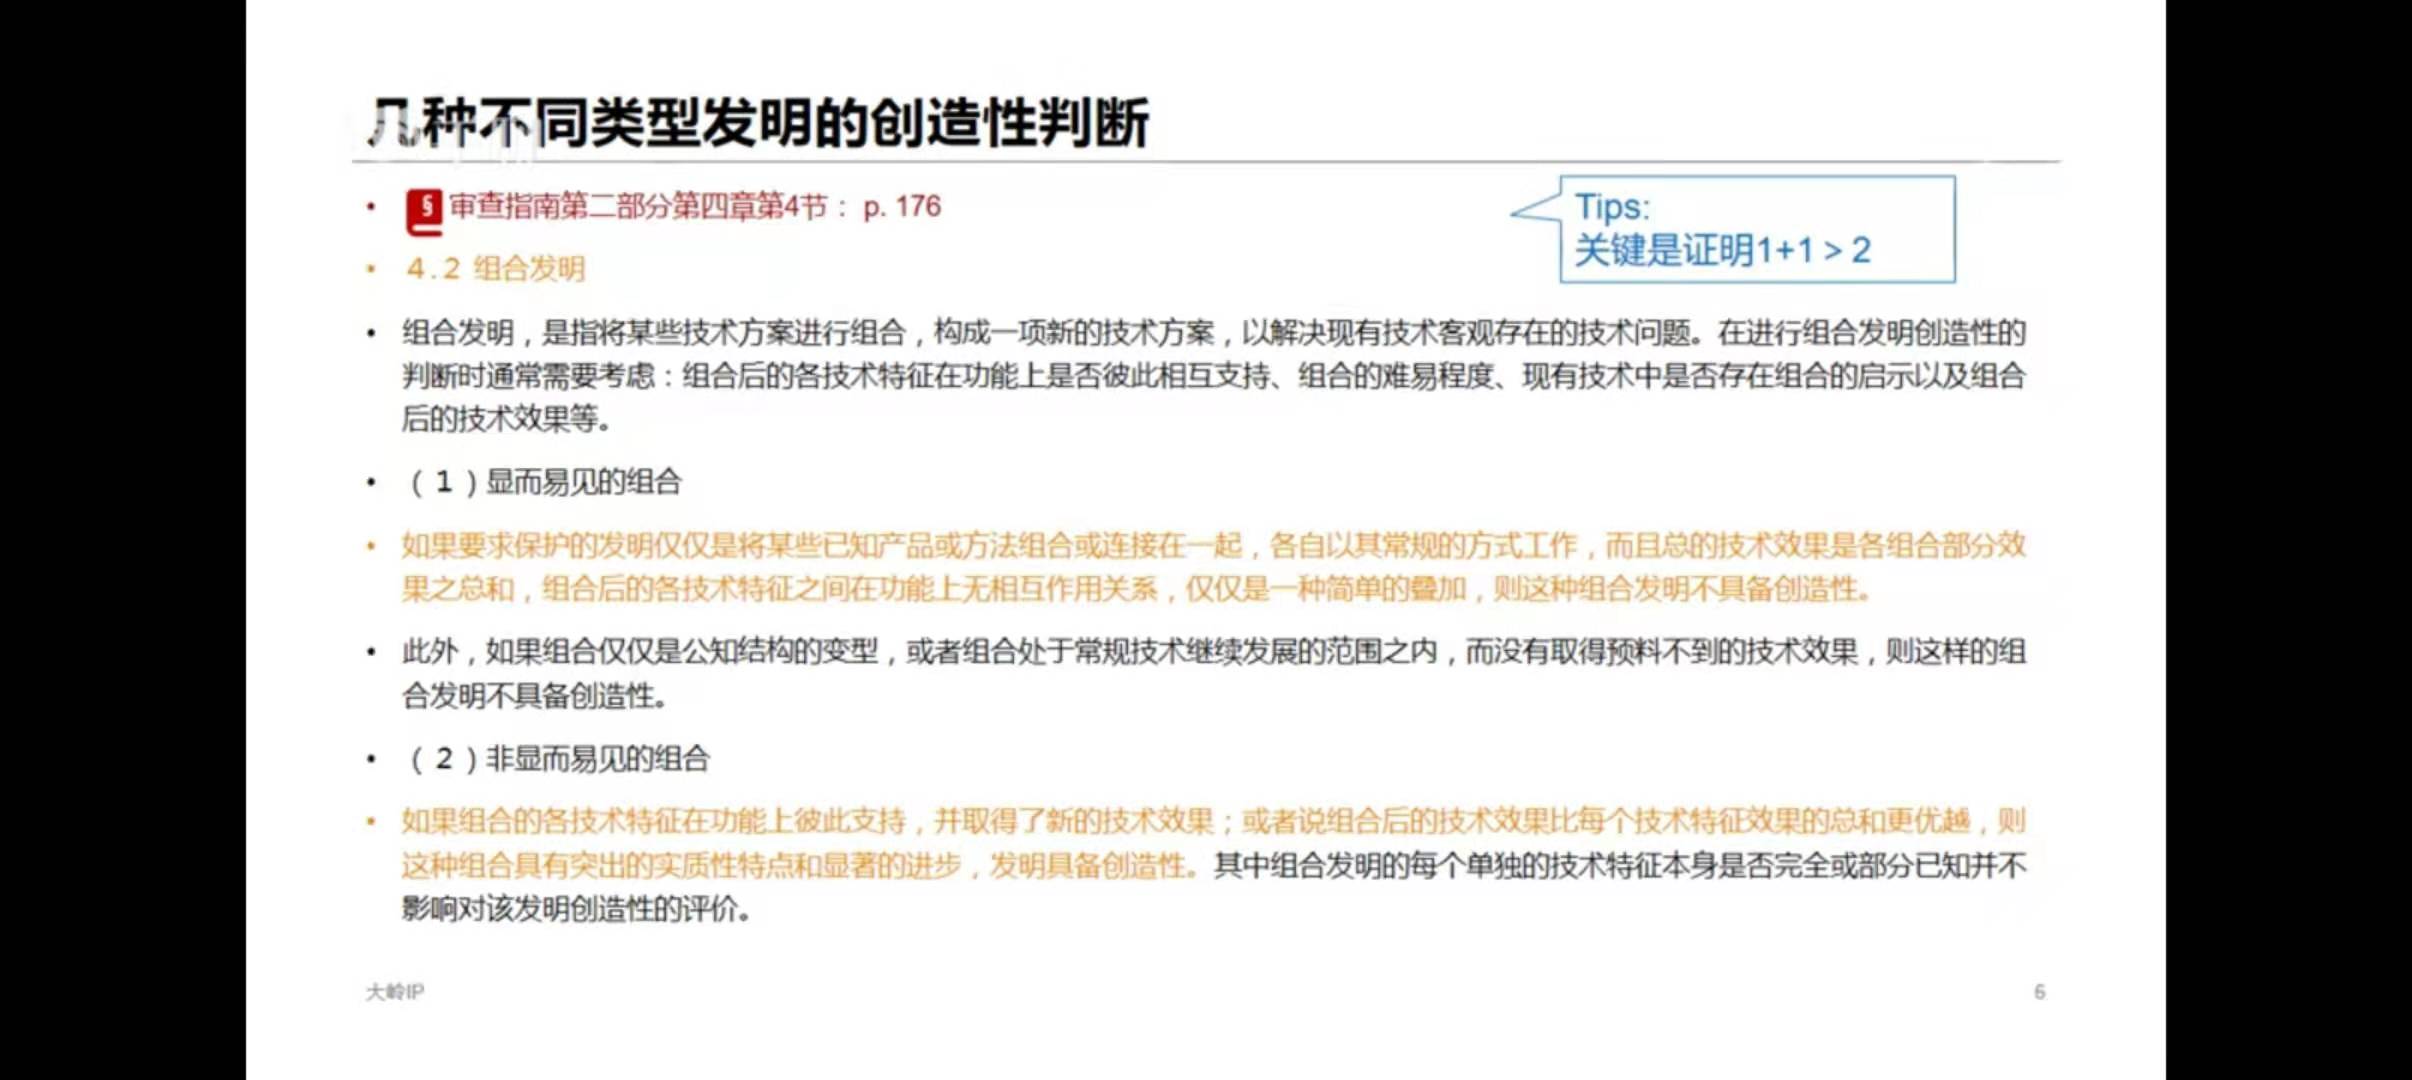 几种不同类型发明的创造性判断
• § 审查指南第二部分第四章第4节：p. 176
Tips:
关键是证明1+1＞2
• 4.2 组合发明
• 组合发明，是指将某些技术方案进行组合，构成一项新的技术方案，以解决现有技术客观存在的技术问题。在进行组合发明创造性的
判断时通常需要考虑：组合后的各技术特征在功能上是否彼此相互支持、组合的难易程度、现有技术中是否存在组合的启示以及组合
后的技术效果等。
• （1）显而易见的组合
• 如果要求保护的发明仅仅是将某些已知产品或方法组合或连接在一起，各自以其常规的方式工作，而且总的技术效果是各组合部分效
果之总和，组合后的各技术特征之间在功能上无相互作用关系，仅仅是一种简单的叠加，则这种组合发明不具备创造性。
• 此外，如果组合仅仅是公知结构的变型，或者组合处于常规技术继续发展的范围之内，而没有取得预料不到的技术效果，则这样的组
合发明不具备创造性。
• （2）非显而易见的组合
• 如果组合的各技术特征在功能上彼此支持，并取得了新的技术效果；或者说组合后的技术效果比每个技术特征效果的总和更优越，则
这种组合具有突出的实质性特点和显著的进步，发明具备创造性。其中组合发明的每个单独的技术特征本身是否完全或部分已知并不
影响对该发明创造性的评价。
大岭IP
6